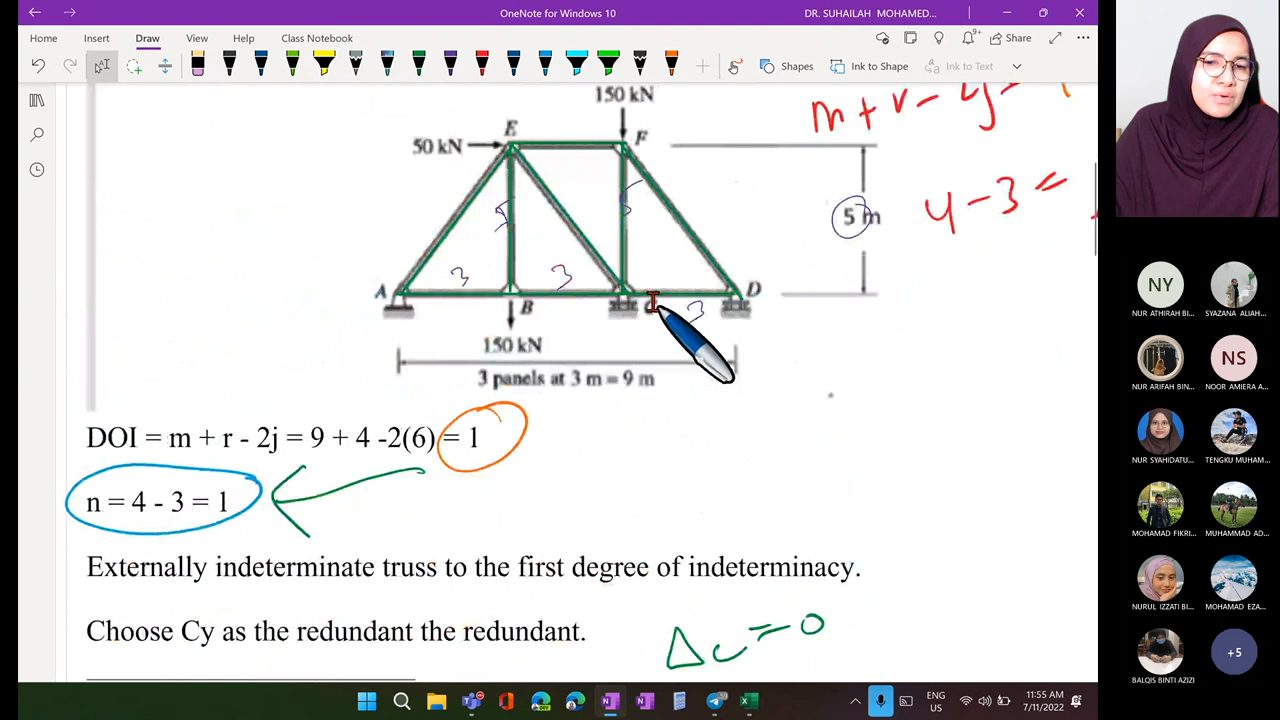 OneNote for Windows 10
DR. SUHAILAH MOHAMED...
Home
Insert
Draw
View
Help
Class Notebook
Share
Shapes
Ink to Shape
Ink to Text
150 kN
m + r - 2j =
E
F
50 kN
5 m
4 - 3 =
3
3
A
B
D
3
150 kN
3 panels at 3 m = 9 m
DOI = m + r - 2j = 9 + 4 -2(6) = 1
n = 4 - 3 = 1
Externally indeterminate truss to the first degree of indeterminacy.
Choose Cy as the redundant the redundant.
Δc = 0
NY
NUR ATHIRAH BI...
SYAZANA ALIAH...
NS
NUR ARIFAH BIN...
NOOR AMIERA A...
NUR SYAHIDATU...
TENGKU MUHAM...
MOHAMAD FIKRI...
MUHAMMAD AD...
NURUL IZZATI BI...
MOHAMAD EZA...
BALQIS BINTI AZIZI
+5
ENG
US
11:55 AM
7/11/2022